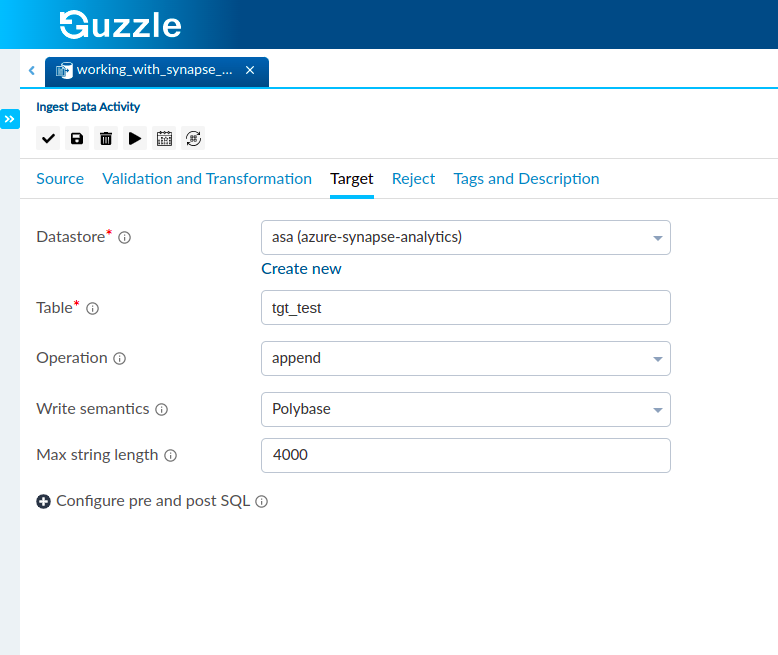 Guzzle
working_with_synapse_...
Ingest Data Activity
Source Validation and Transformation Target Reject Tags and Description
Datastore* asa (azure-synapse-analytics)
Create new
Table* tgt_test
Operation append
Write semantics Polybase
Max string length 4000
Configure pre and post SQL